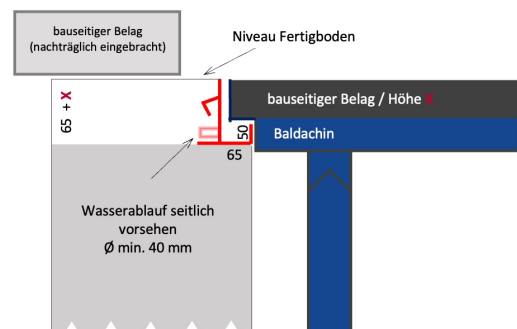 bauseitiger Belag
(nachträglich eingebracht)
Niveau Fertigboden
65 + X
bauseitiger Belag / Höhe X
50
Baldachin
65
Wasserablauf seitlich
vorsehen
Ø min. 40 mm